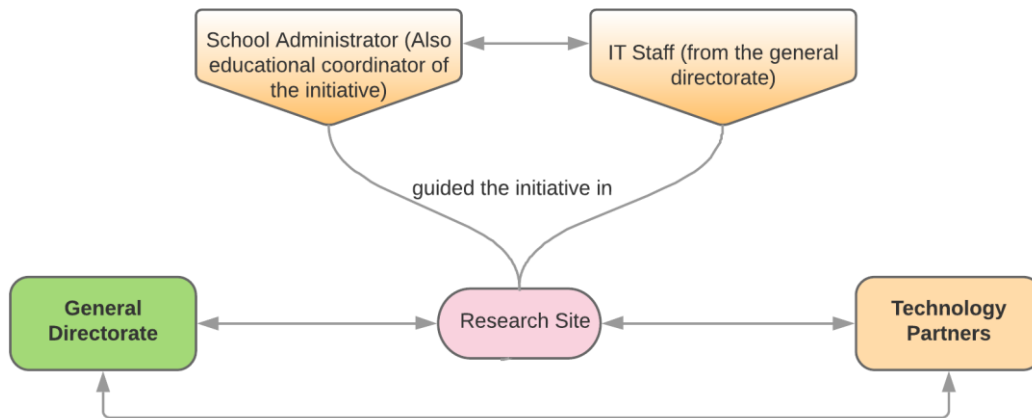 School Administrator (Also
educational coordinator of
the initiative)
IT Staff (from the general
directorate)
guided the initiative in
General
Directorate
Research Site
Technology
Partners